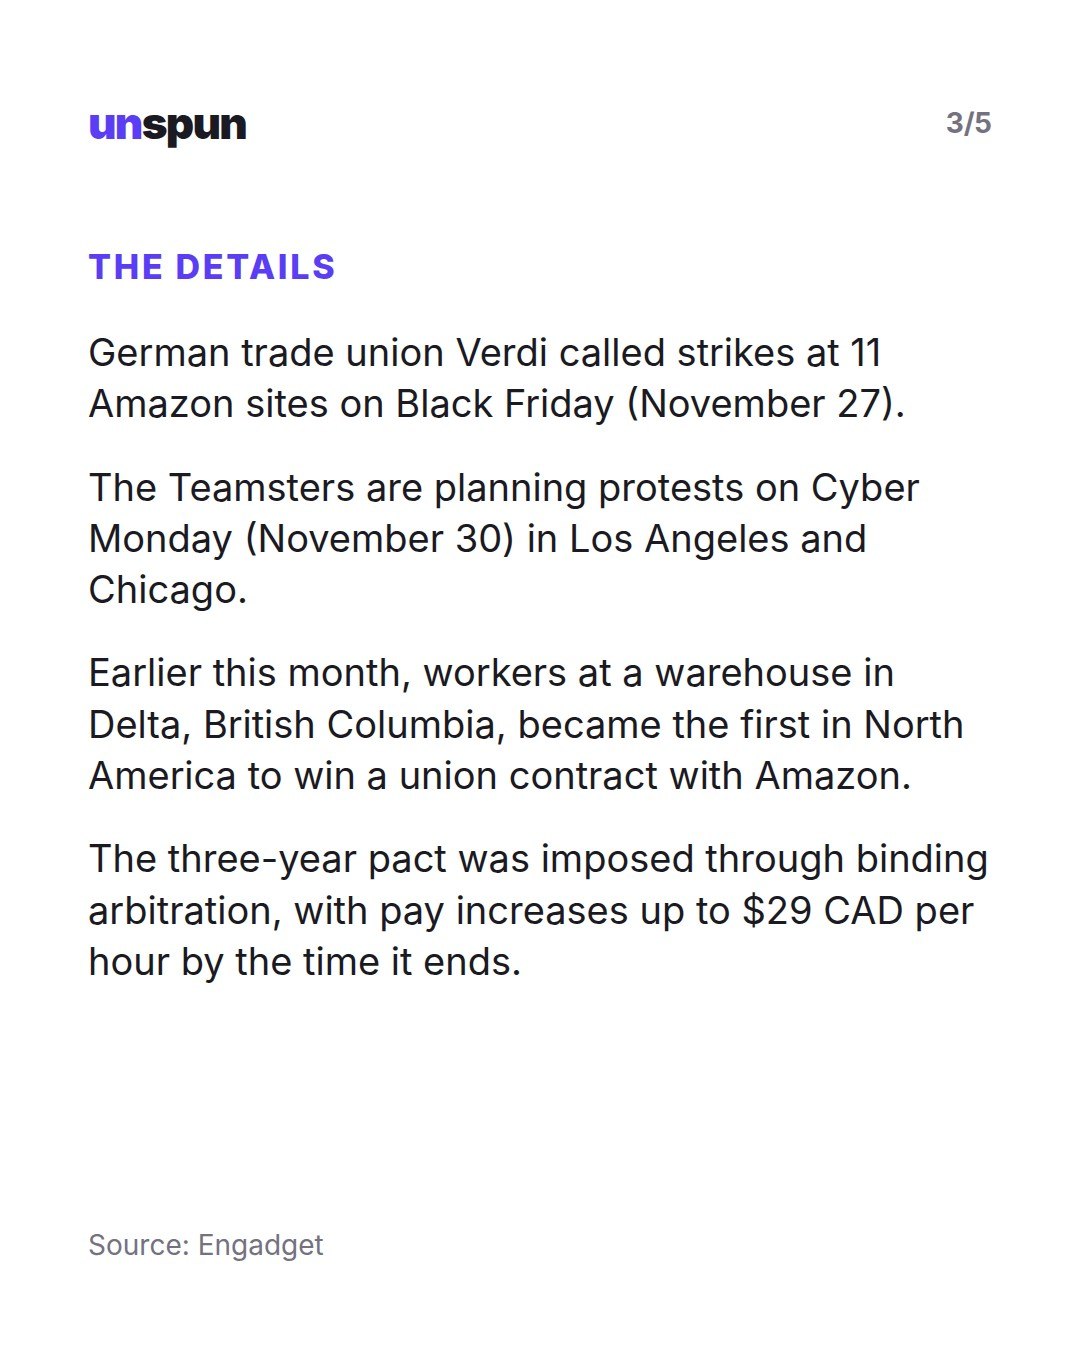 unspun
3/5
THE DETAILS
German trade union Verdi called strikes at 11
Amazon sites on Black Friday (November 27).
The Teamsters are planning protests on Cyber
Monday (November 30) in Los Angeles and
Chicago.
Earlier this month, workers at a warehouse in
Delta, British Columbia, became the first in North
America to win a union contract with Amazon.
The three-year pact was imposed through binding
arbitration, with pay increases up to $29 CAD per
hour by the time it ends.
Source: Engadget